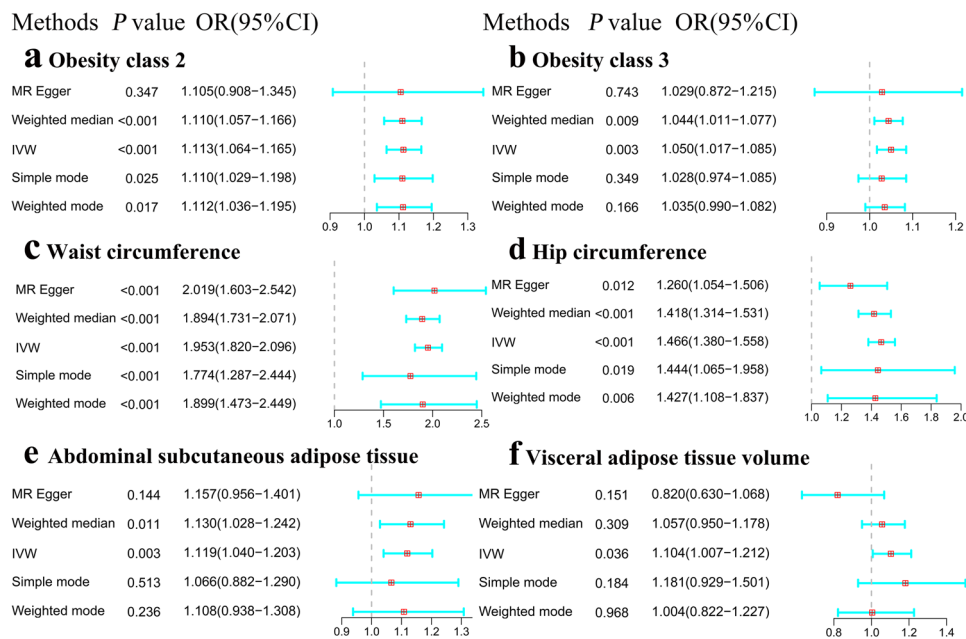 Methods P value OR(95%CI)
Methods P value OR(95%CI)
a Obesity class 2
MR Egger 0.347 1.105(0.908−1.345)
Weighted median <0.001 1.110(1.057−1.166)
IVW <0.001 1.113(1.064−1.165)
Simple mode 0.025 1.110(1.029−1.198)
Weighted mode 0.017 1.112(1.036−1.195)
0.9 1.0 1.1 1.2 1.3
b Obesity class 3
MR Egger 0.743 1.029(0.872−1.215)
Weighted median 0.009 1.044(1.011−1.077)
IVW 0.003 1.050(1.017−1.085)
Simple mode 0.349 1.028(0.974−1.085)
Weighted mode 0.166 1.035(0.990−1.082)
0.9 1.0 1.1 1.2
c Waist circumference
MR Egger <0.001 2.019(1.603−2.542)
Weighted median <0.001 1.894(1.731−2.071)
IVW <0.001 1.953(1.820−2.096)
Simple mode <0.001 1.774(1.287−2.444)
Weighted mode <0.001 1.899(1.473−2.449)
1.0 1.5 2.0 2.5
d Hip circumference
MR Egger 0.012 1.260(1.054−1.506)
Weighted median <0.001 1.418(1.314−1.531)
IVW <0.001 1.466(1.380−1.558)
Simple mode 0.019 1.444(1.065−1.958)
Weighted mode 0.006 1.427(1.108−1.837)
1.0 1.2 1.4 1.6 1.8 2.0
e Abdominal subcutaneous adipose tissue
MR Egger 0.144 1.157(0.956−1.401)
Weighted median 0.011 1.130(1.028−1.242)
IVW 0.003 1.119(1.040−1.203)
Simple mode 0.513 1.066(0.882−1.290)
Weighted mode 0.236 1.108(0.938−1.308)
0.9 1.0 1.1 1.2 1.3
f Visceral adipose tissue volume
MR Egger 0.151 0.820(0.630−1.068)
Weighted median 0.309 1.057(0.950−1.178)
IVW 0.036 1.104(1.007−1.212)
Simple mode 0.184 1.181(0.929−1.501)
Weighted mode 0.968 1.004(0.822−1.227)
0.8 1.0 1.2 1.4